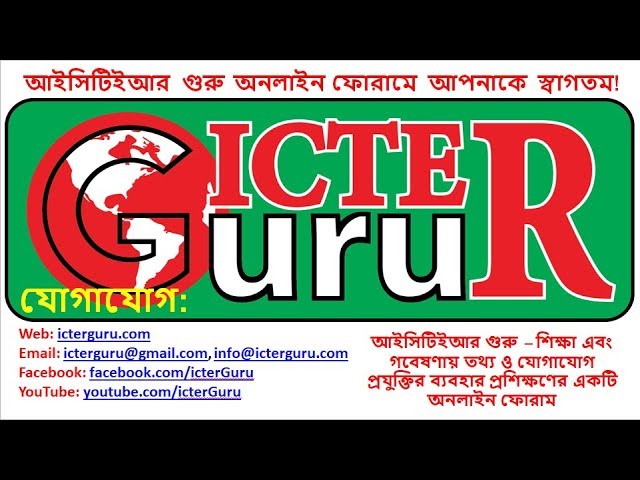 আইসিটিইআর গুরু অনলাইন ফোরামে আপনাকে স্বাগতম!
ICTER
Guru
যোগাযোগ:
Web: icterguru.com
Email: icterguru@gmail.com, info@icterguru.com
Facebook: facebook.com/icterGuru
YouTube: youtube.com/icterGuru
আইসিটিইআর গুরু – শিক্ষা এবং
গবেষণায় তথ্য ও যোগাযোগ
প্রযুক্তির ব্যবহার প্রশিক্ষণের একটি
অনলাইন ফোরাম